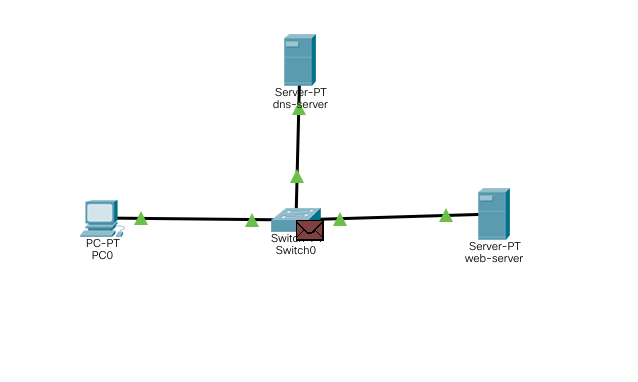 Server-PT
dns-server
PC-PT
PC0
Switch0
Server-PT
web-server